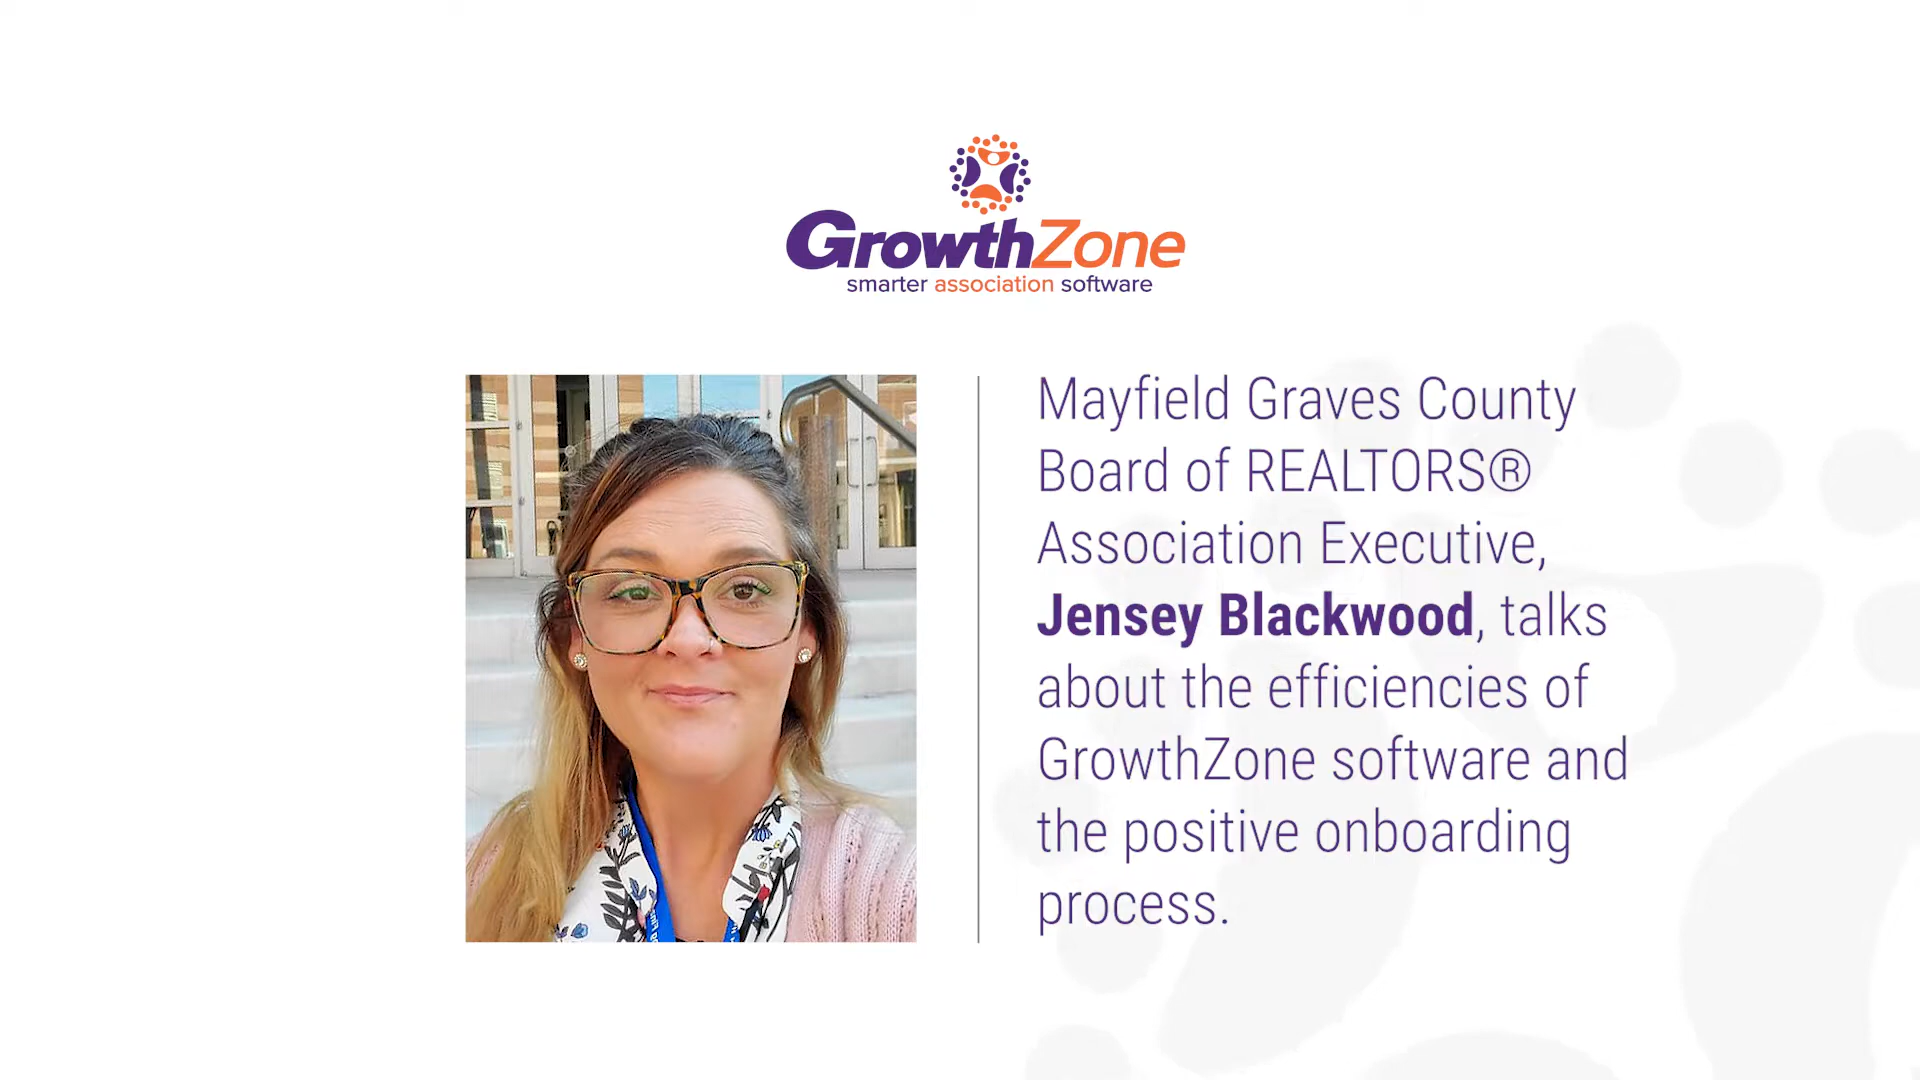 GrowthZone
smarter association software
Mayfield Graves County
Board of REALTORS®
Association Executive,
Jensey Blackwood, talks
about the efficiencies of
GrowthZone software and
the positive onboarding
process.